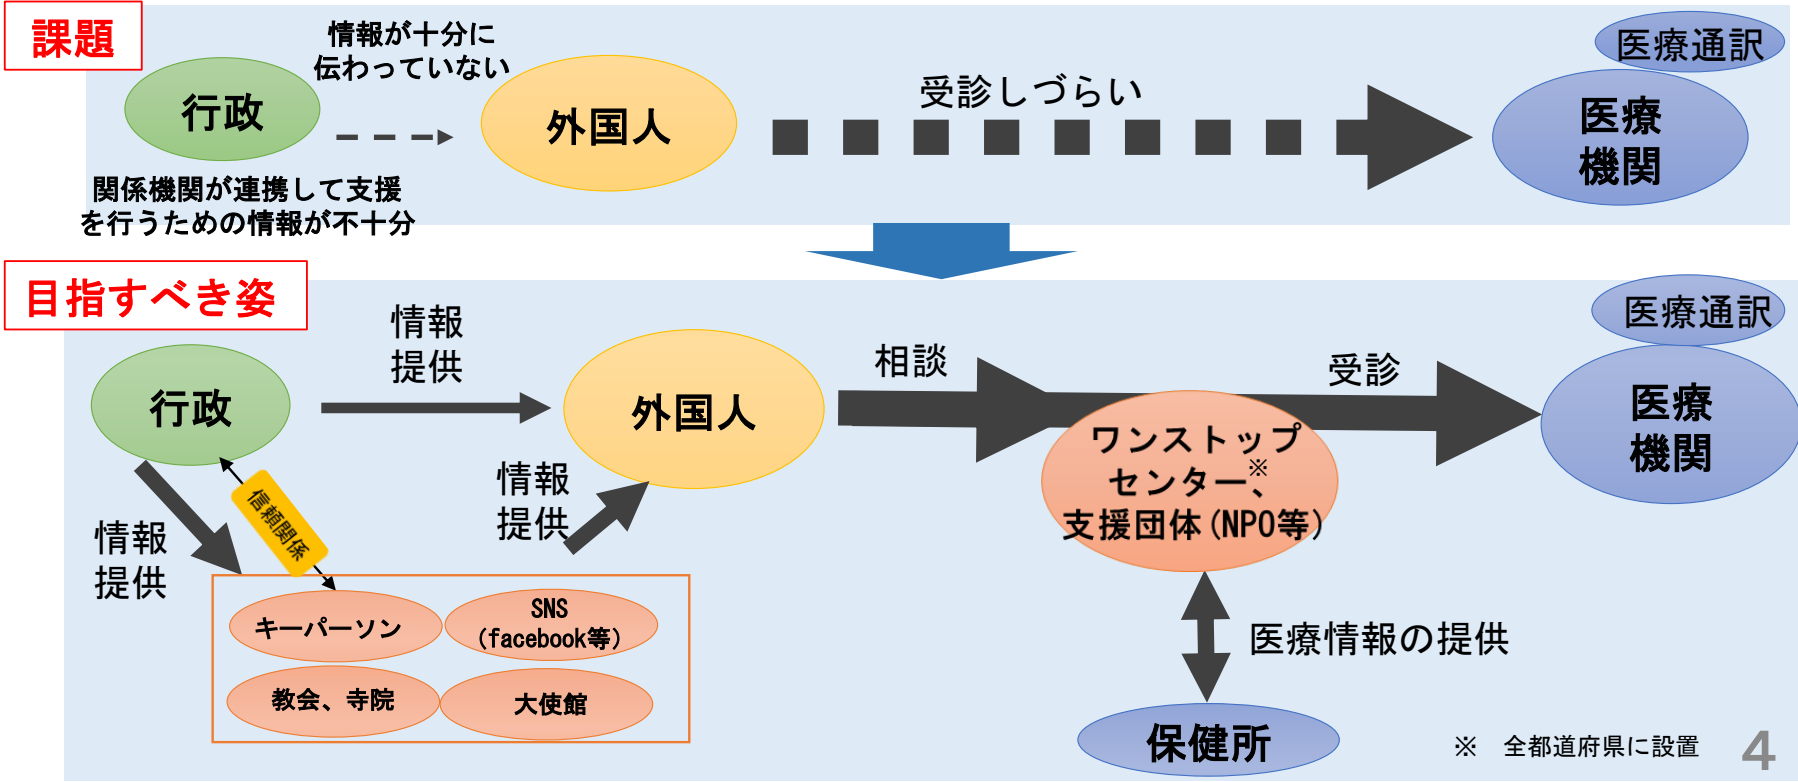 課題
情報が十分に
伝わっていない
行政
外国人
受診しづらい
医療通訳
医療
機関
関係機関が連携して支援
を行うための情報が不十分
目指すべき姿
情報
提供
行政
外国人
相談
受診
医療通訳
医療
機関
ワンストップ
センター※、
支援団体(NPO等)
信頼関係
情報
提供
情報
提供
キーパーソン
SNS
(facebook等)
教会、寺院
大使館
医療情報の提供
保健所
※ 全都道府県に設置
4